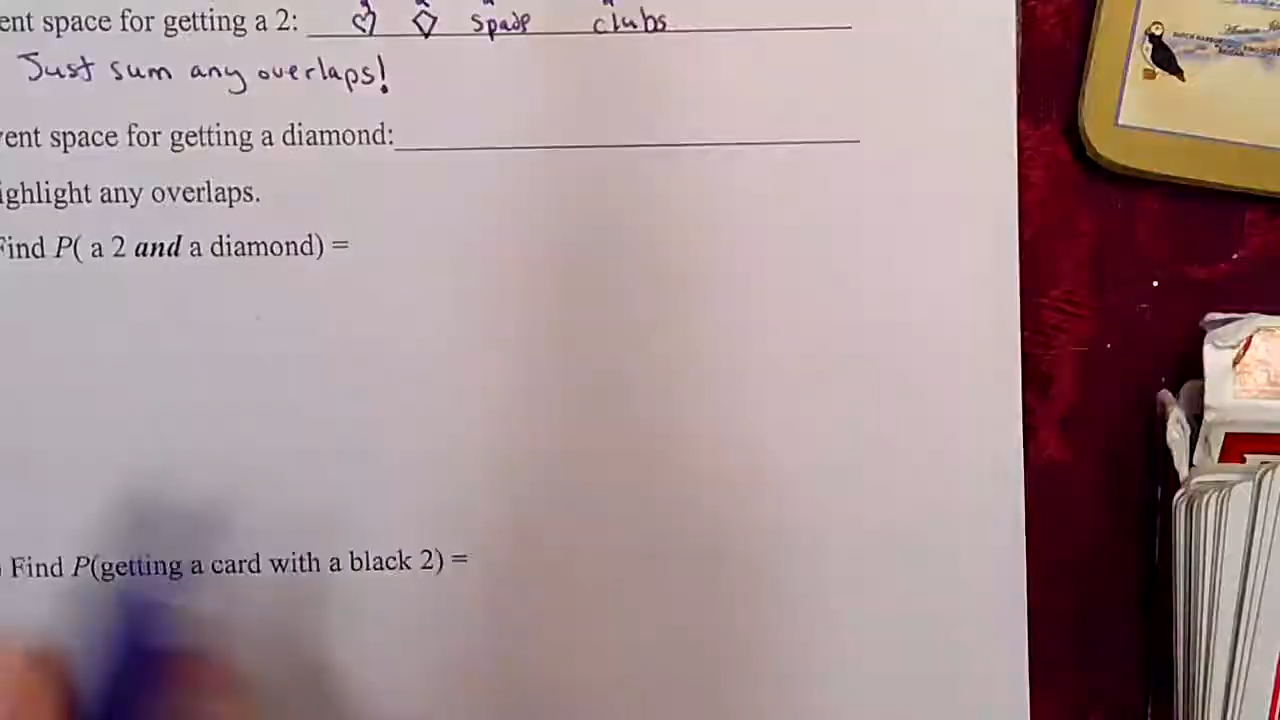 ent space for getting a 2: ♡ ◇ spade clubs
Just sum any overlaps!
ent space for getting a diamond:
ighlight any overlaps.
Find P( a 2 and a diamond) =
Find P(getting a card with a black 2) =